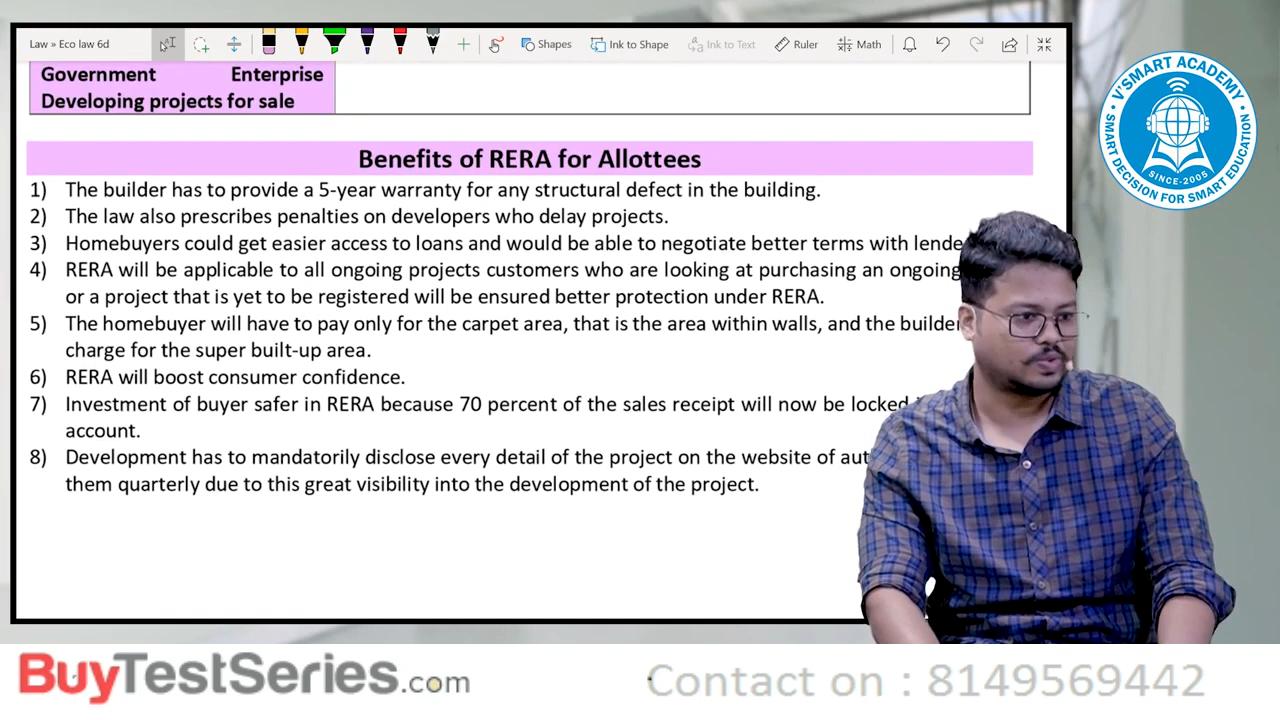 Law » Eco law 6d
Shapes
Ink to Shape
Ink to Text
Ruler
Math
Government Enterprise
Developing projects for sale
Benefits of RERA for Allottees
1) The builder has to provide a 5-year warranty for any structural defect in the building.
2) The law also prescribes penalties on developers who delay projects.
3) Homebuyers could get easier access to loans and would be able to negotiate better terms with lende
4) RERA will be applicable to all ongoing projects customers who are looking at purchasing an ongoing
or a project that is yet to be registered will be ensured better protection under RERA.
5) The homebuyer will have to pay only for the carpet area, that is the area within walls, and the builder
charge for the super built-up area.
6) RERA will boost consumer confidence.
7) Investment of buyer safer in RERA because 70 percent of the sales receipt will now be locked
account.
8) Development has to mandatorily disclose every detail of the project on the website of aut
them quarterly due to this great visibility into the development of the project.
V'SMART ACADEMY
SMART DECISION FOR SMART EDUCATION
SINCE-2005
BuyTestSeries.com
Contact on : 8149569442